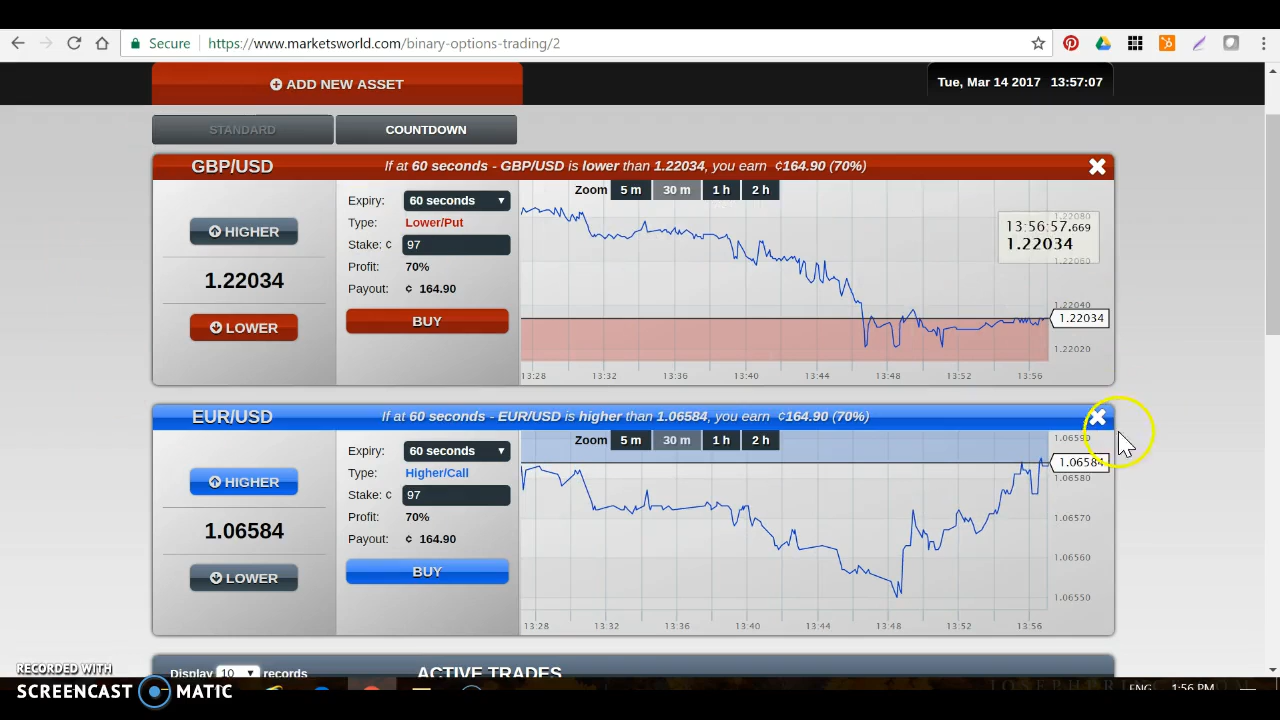 Secure https://www.marketsworld.com/binary-options-trading/2
ADD NEW ASSET
Tue, Mar 14 2017 13:57:07
STANDARD COUNTDOWN
GBP/USD If at 60 seconds - GBP/USD is lower than 1.22034, you earn ¢164.90 (70%)
HIGHER
1.22034
LOWER
Expiry: 60 seconds
Type: Lower/Put
Stake: ¢ 97
Profit: 70%
Payout: ¢ 164.90
BUY
Zoom 5 m 30 m 1 h 2 h
13:56:57.669
1.22034
1.22080
1.22060
1.22040
1.22034
1.22020
13:28 13:32 13:36 13:40 13:44 13:48 13:52 13:56
EUR/USD If at 60 seconds - EUR/USD is higher than 1.06584, you earn ¢164.90 (70%)
HIGHER
1.06584
LOWER
Expiry: 60 seconds
Type: Higher/Call
Stake: ¢ 97
Profit: 70%
Payout: ¢ 164.90
BUY
Zoom 5 m 30 m 1 h 2 h
1.06590
1.06584
1.06580
1.06570
1.06560
1.06550
13:28 13:32 13:36 13:40 13:44 13:48 13:52 13:56
Display 10 records ACTIVE TRADES
RECORDED WITH
SCREENCAST MATIC
ENG 1:56 PM